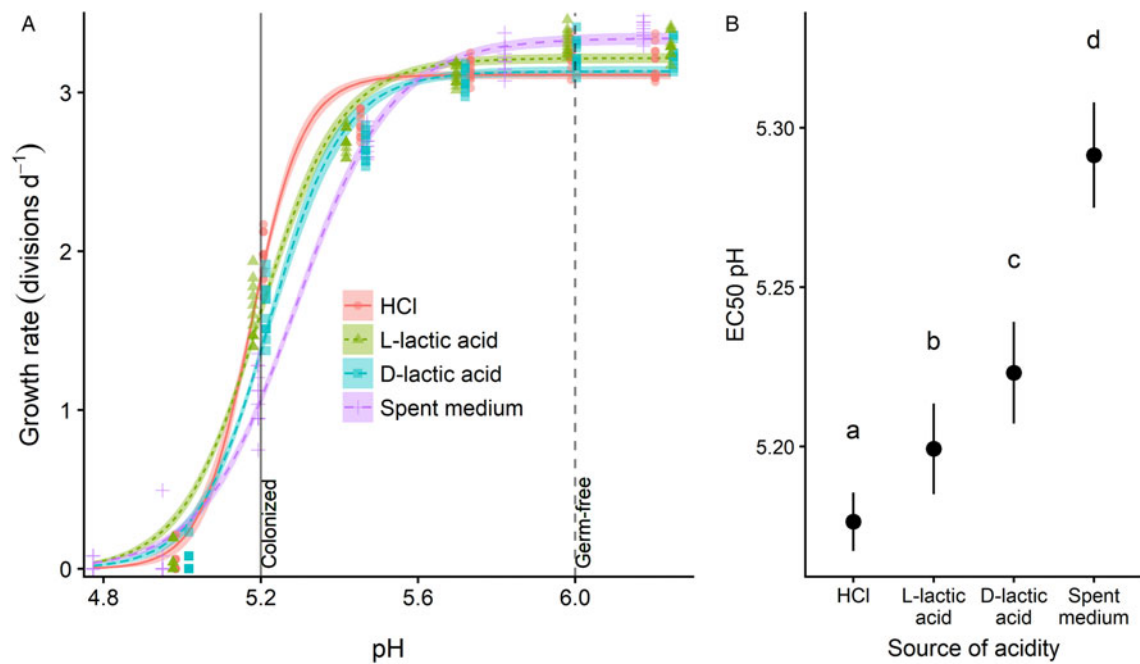 A
Growth rate (divisions d⁻¹)
3
2
1
0
4.8
5.2
5.6
6.0
pH
HCl
L-lactic acid
D-lactic acid
Spent medium
Colonized
Germ-free
B
EC50 pH
5.30
5.25
5.20
a
b
c
d
HCl
L-lactic
acid
D-lactic
acid
Spent
medium
Source of acidity